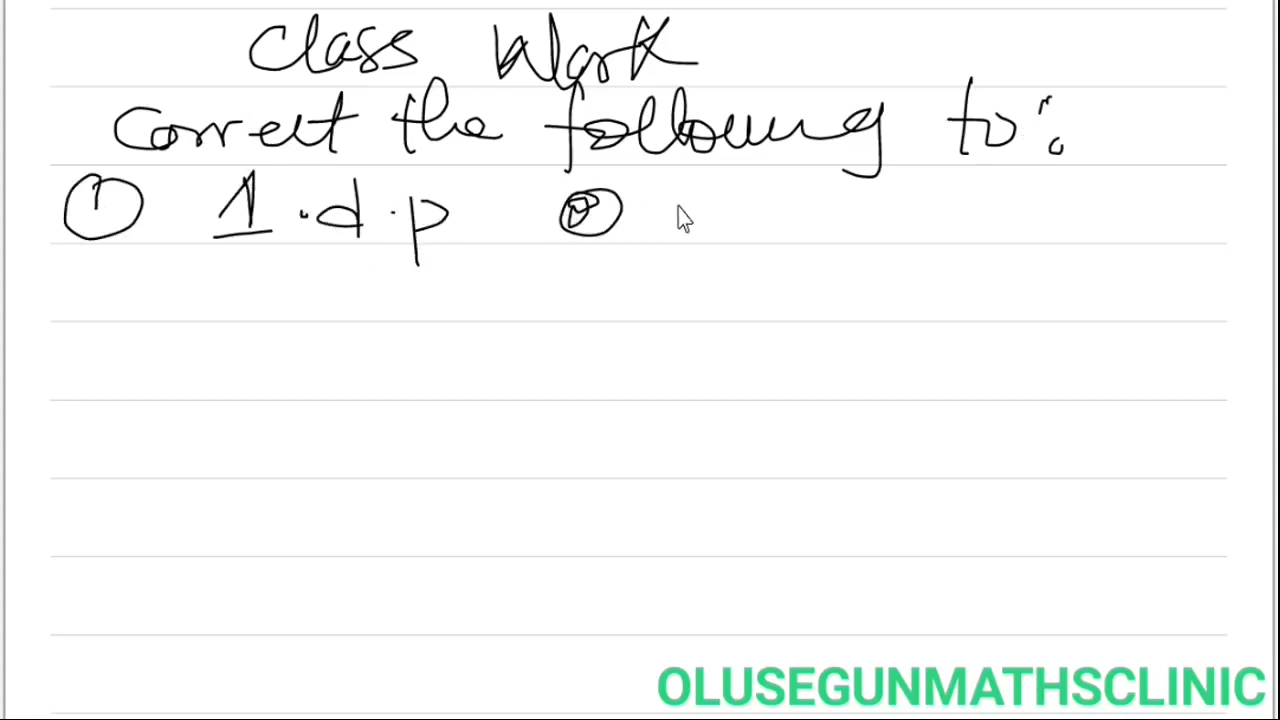 Class Work
Correct the following to:
① 1.d.p ②
OLUSEGUNMATHSCLINIC